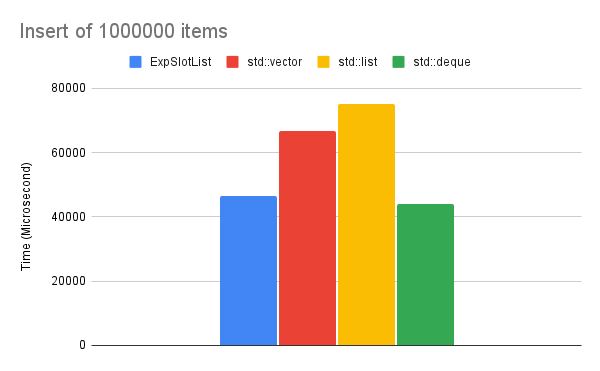 Insert of 1000000 items
ExpSlotList std::vector std::list std::deque
80000
60000
40000
20000
0
Time (Microsecond)